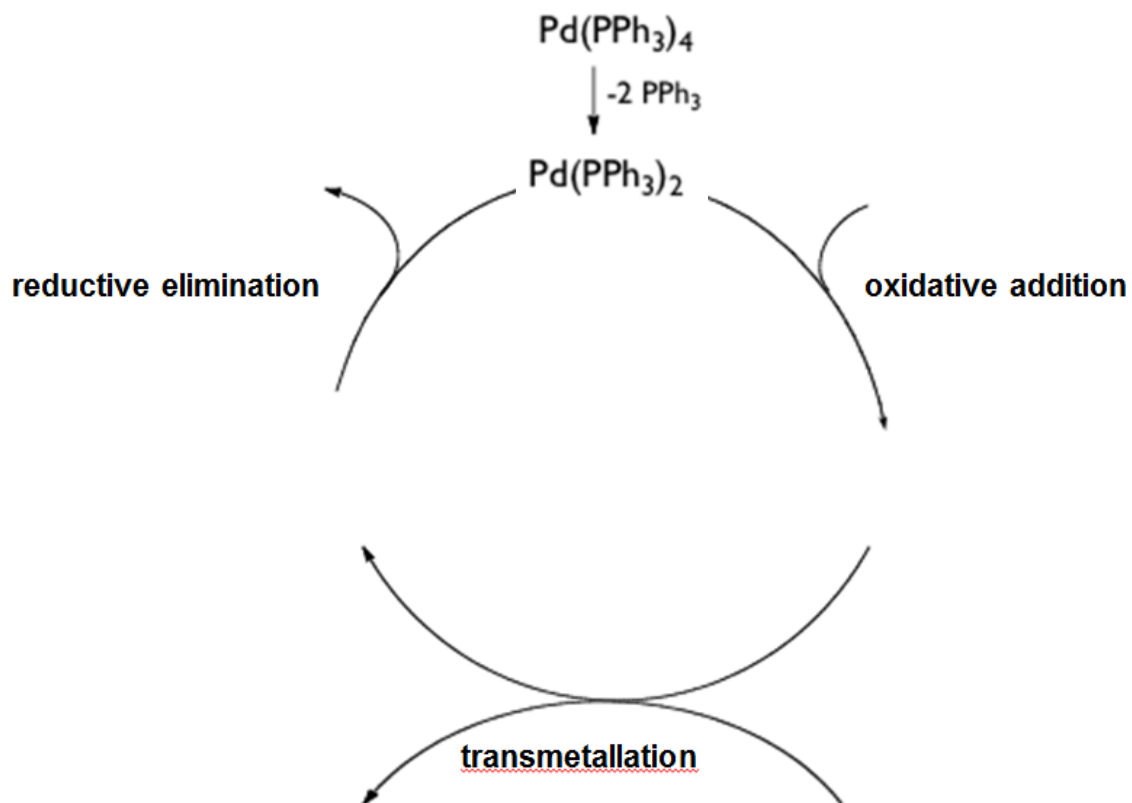 Pd(PPh₃)₄
-2 PPh₃
Pd(PPh₃)₂
reductive elimination
oxidative addition
transmetallation